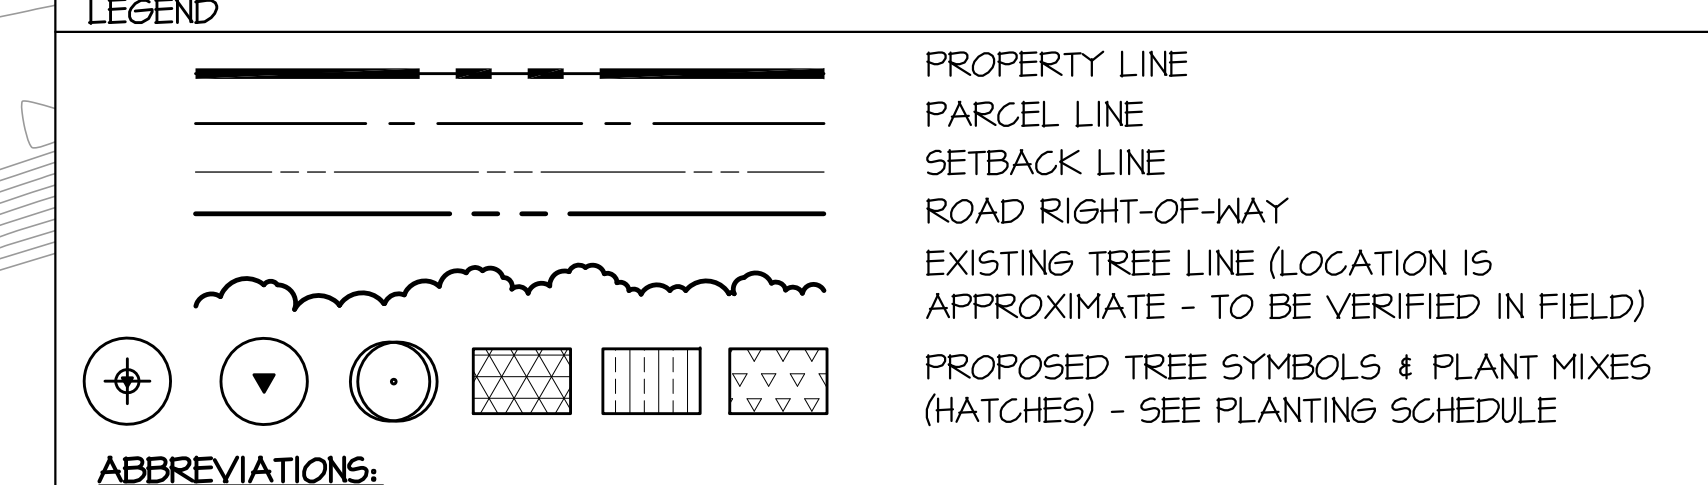 LEGEND
PROPERTY LINE
PARCEL LINE
SETBACK LINE
ROAD RIGHT-OF-WAY
EXISTING TREE LINE (LOCATION IS
APPROXIMATE - TO BE VERIFIED IN FIELD)
PROPOSED TREE SYMBOLS & PLANT MIXES
(HATCHES) - SEE PLANTING SCHEDULE
ABBREVIATIONS: